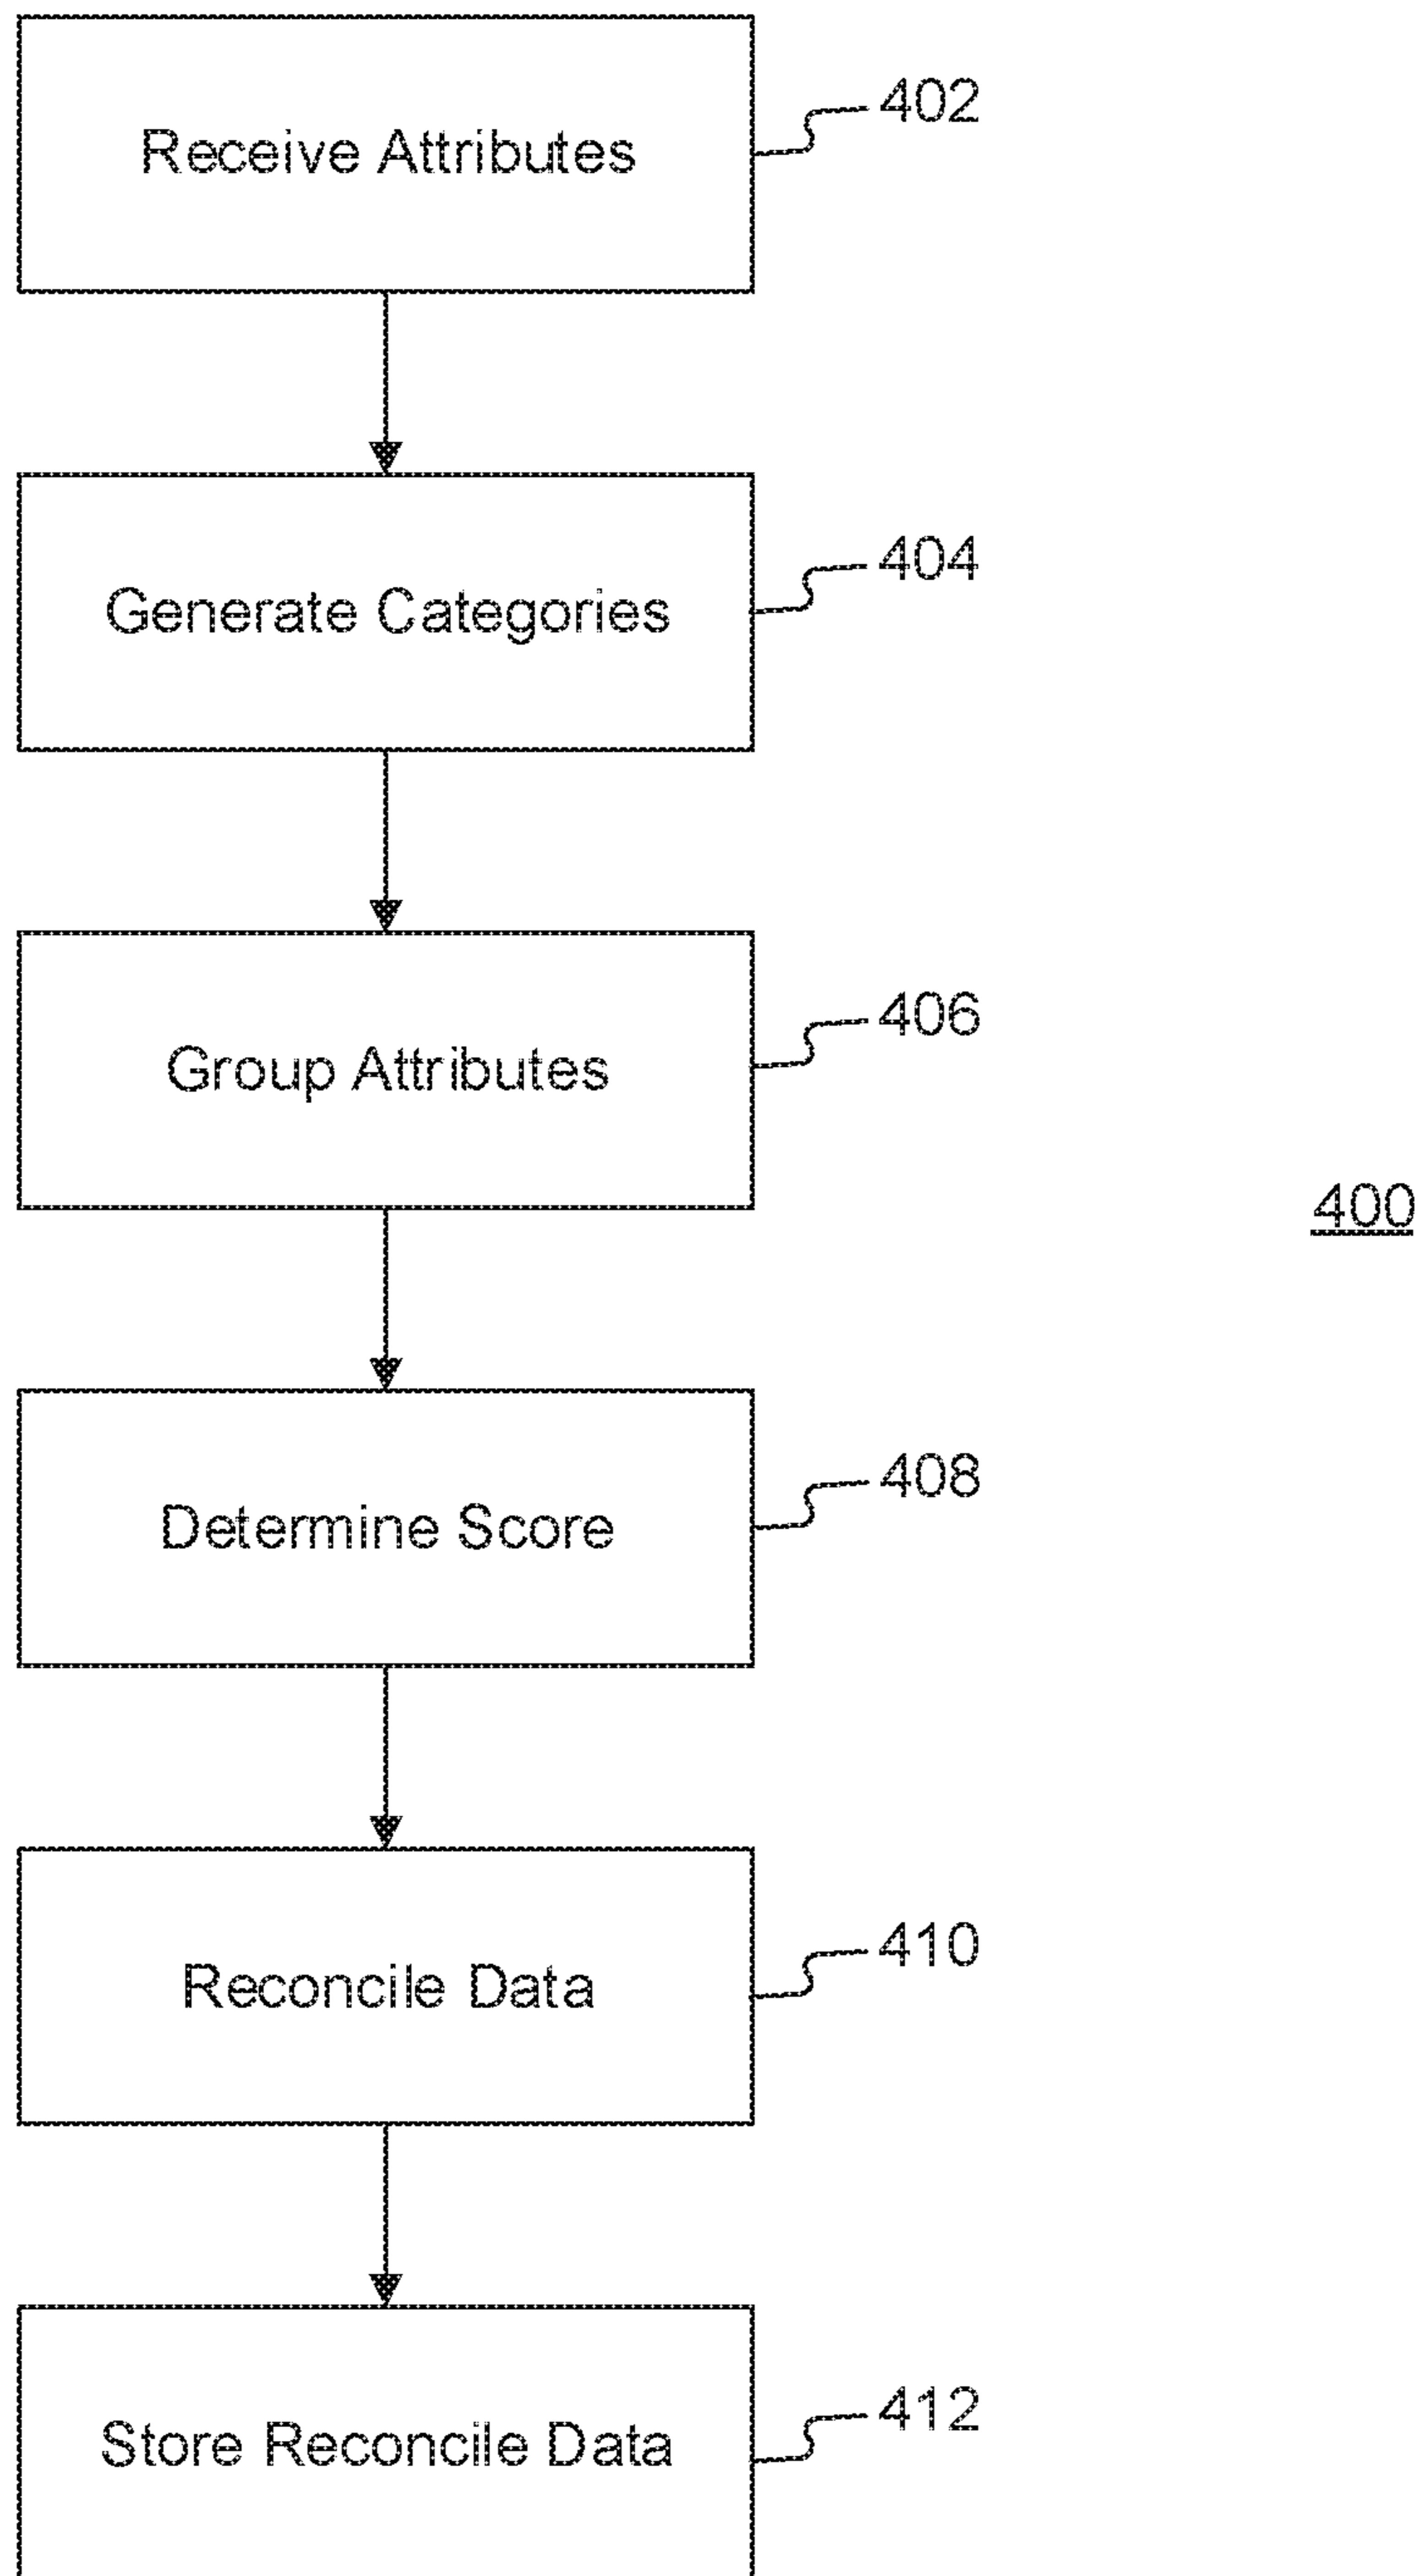 Receive Attributes
402
Generate Categories
404
Group Attributes
406
400
Determine Score
408
Reconcile Data
410
Store Reconcile Data
412